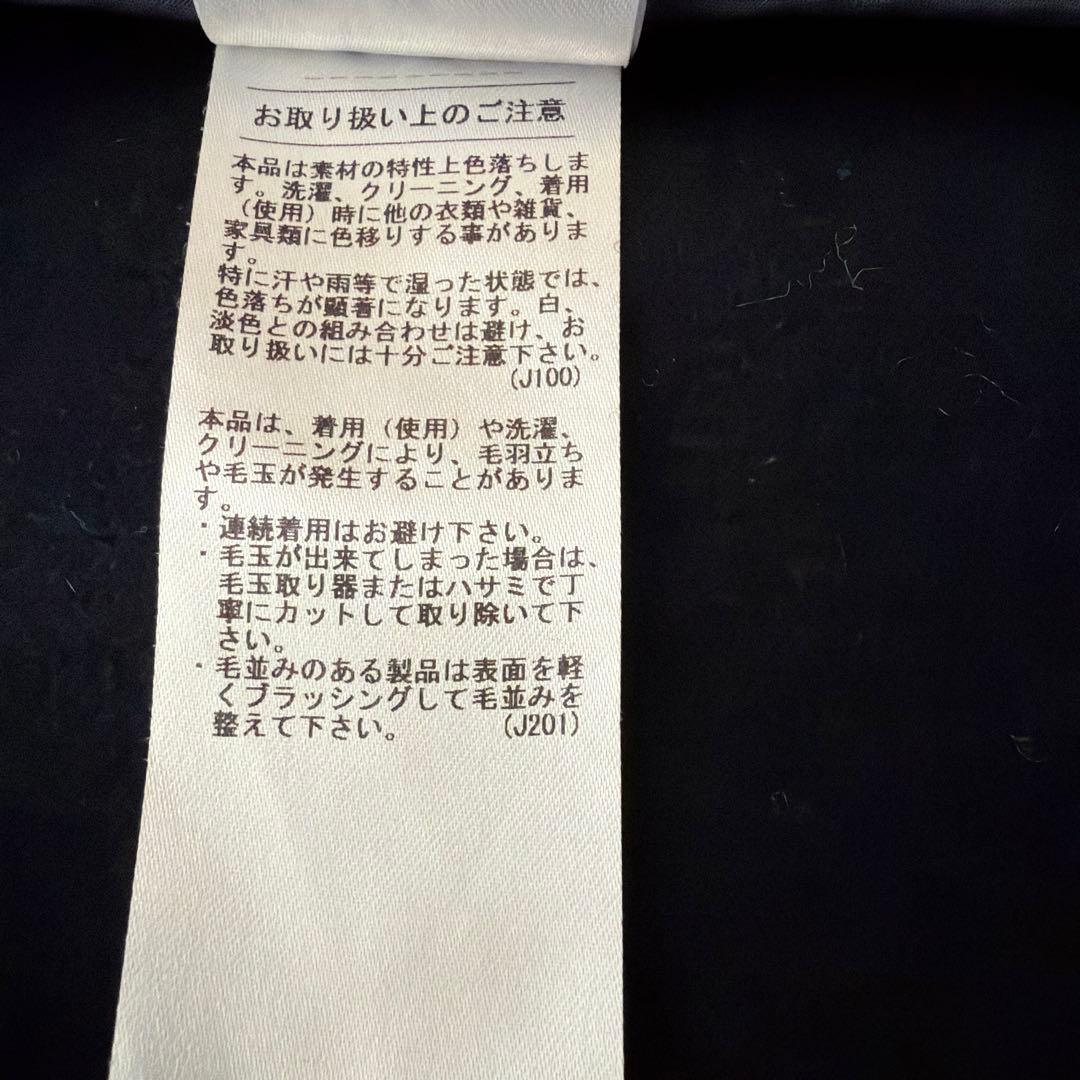 お取り扱い上のご注意
本品は素材の特性上色落ちしま
す。洗濯、クリーニング、着用
（使用）時に他の衣類や雑貨、
家具類に色移りする事がありま
す。
特に汗や雨等で湿った状態では、
色落ちが顕著になります。白、
淡色との組み合わせは避け、お
取り扱いには十分ご注意下さい。
(J100)
本品は、着用（使用）や洗濯、
クリーニングにより、毛羽立ち
や毛玉が発生することがありま
す。
・連続着用はお避け下さい。
・毛玉が出来てしまった場合は、
毛玉取り器またはハサミで丁
寧にカットして取り除いて下
さい。
・毛並みのある製品は表面を軽
くブラッシングして毛並みを
整えて下さい。 (J201)